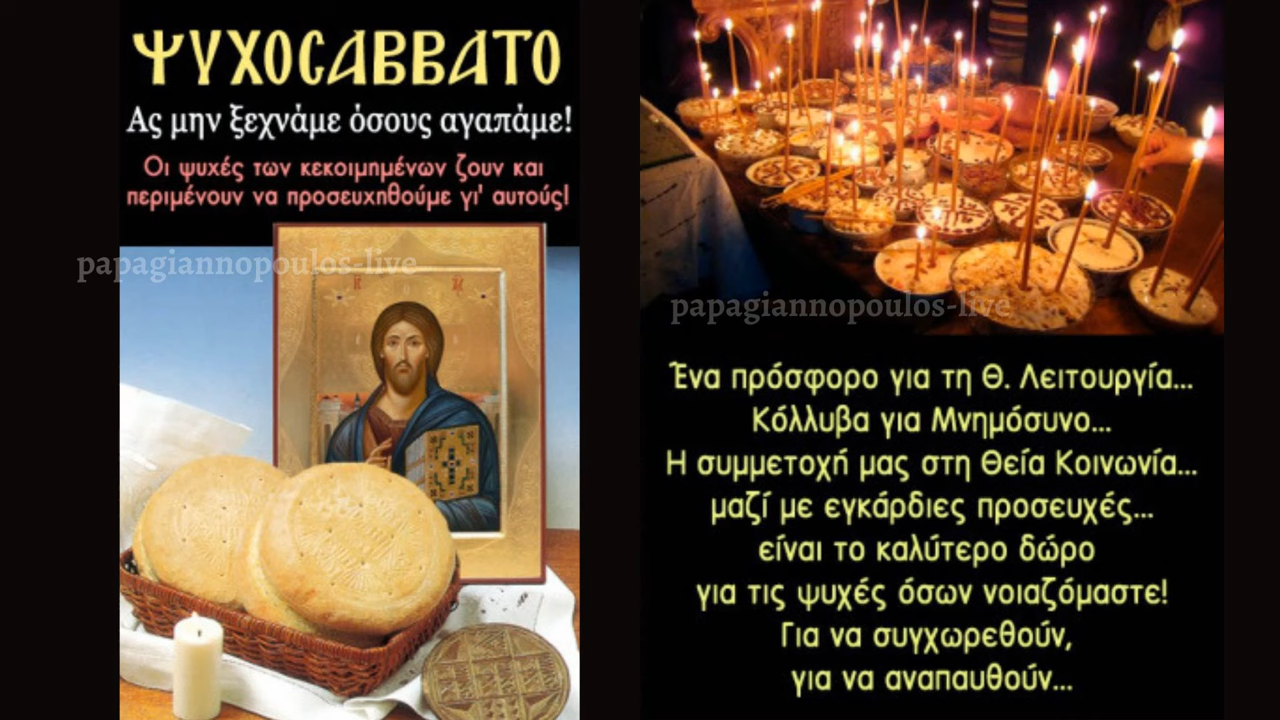 ΨΥΧΟΣΑΒΒΑΤΟ
Ας μην ξεχνάμε όσους αγαπάμε!
Οι ψυχές των κεκοιμημένων ζουν και
περιμένουν να προσευχηθούμε γι' αυτούς!
papagiannopoulos-live
papagiannopoulos-live
Ένα πρόσφορο για τη Θ. Λειτουργία...
Κόλλυβα για Μνημόσυνο...
Η συμμετοχή μας στη Θεία Κοινωνία...
μαζί με εγκάρδιες προσευχές...
είναι το καλύτερο δώρο
για τις ψυχές όσων νοιαζόμαστε!
Για να συγχωρεθούν,
για να αναπαυθούν...